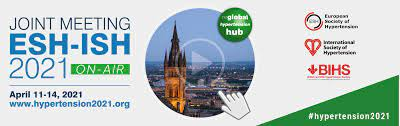 JOINT MEETING
ESH-ISH
2021 ON-AIR
April 11-14, 2021
www.hypertension2021.org
global
hypertension
hub
ESH
European
Society of
Hypertension
International
Society of
Hypertension
BIHS
#hypertension2021